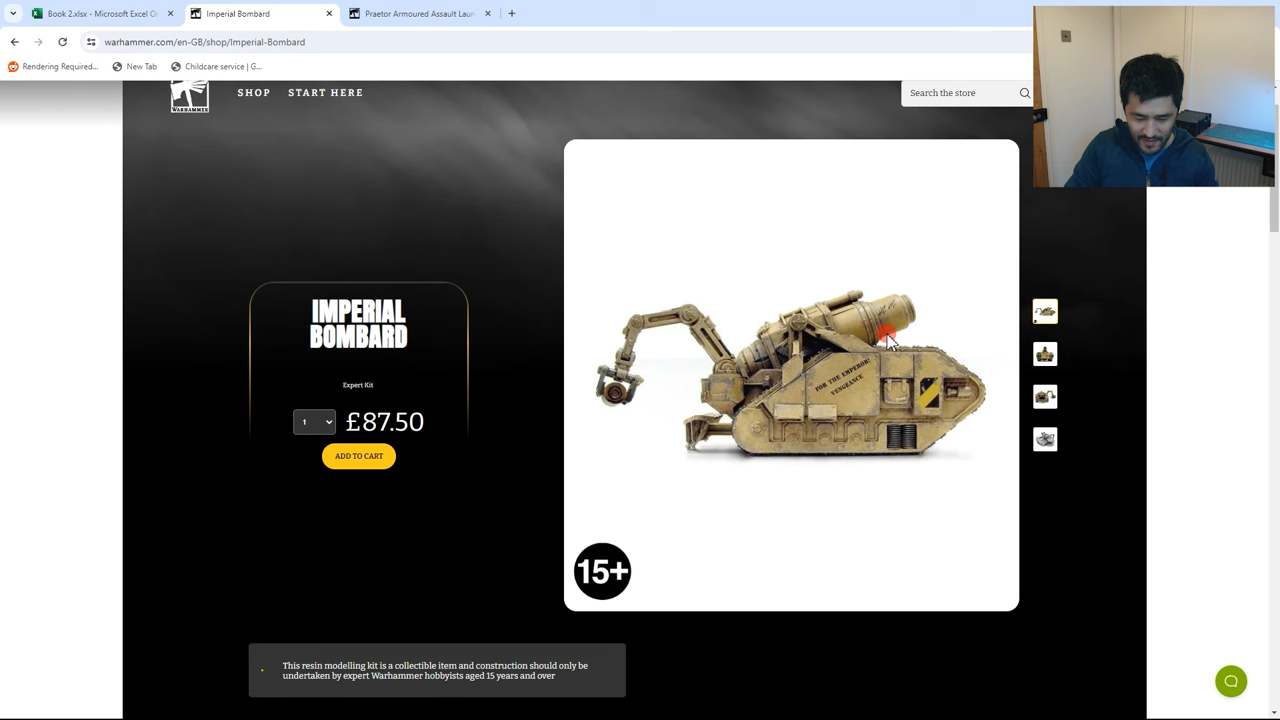 Book 2.xlsx - Microsoft Excel O
Imperial Bombard
Praetor Armoured Assault Laun
warhammer.com/en-GB/shop/Imperial-Bombard
Rendering Required...
New Tab
Childcare service | G...
WARHAMMER
SHOP
START HERE
Search the store
IMPERIAL
BOMBARD
Expert Kit
1
£87.50
ADD TO CART
FOR THE EMPEROR!
VENGEANCE
15+
This resin modelling kit is a collectible item and construction should only be
undertaken by expert Warhammer hobbyists aged 15 years and over